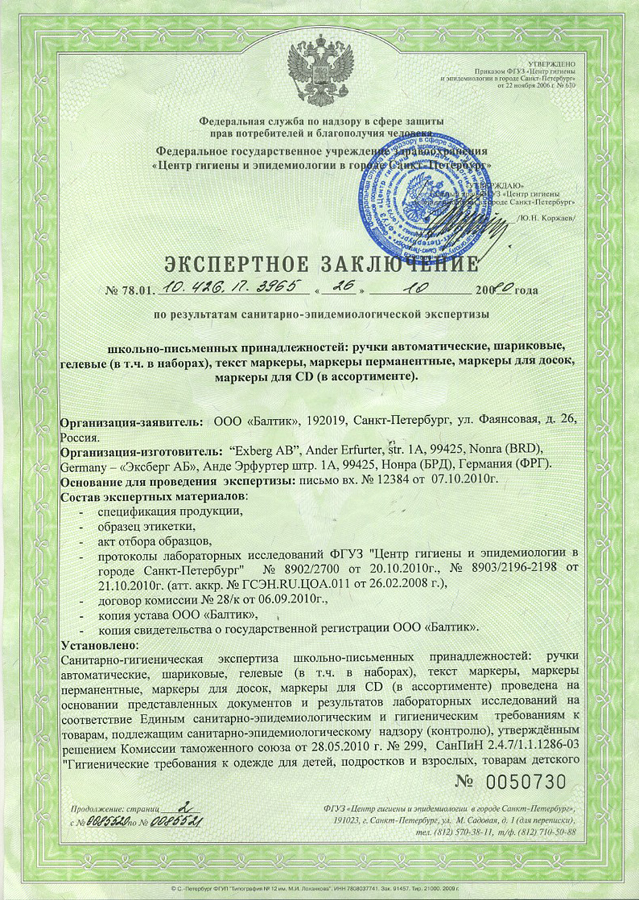 УТВЕРЖДЕНО
Приказом ФГУЗ «Центр гигиены
и эпидемиологии в городе Санкт-Петербург»
от 22 ноября 2006 г. № 630
Федеральная служба по надзору в сфере защиты
прав потребителей и благополучия человека
Федеральное государственное учреждение здравоохранения
«Центр гигиены и эпидемиологии в городе Санкт-Петербург»
«УТВЕРЖДАЮ»
ФГУЗ «Центр гигиены
и эпидемиологии в городе Санкт-Петербург»
/Ю.Н. Коржаев/
ЭКСПЕРТНОЕ ЗАКЛЮЧЕНИЕ
№ 78.01. 10.426.П.3965 « 26 » 10 2010 года
по результатам санитарно-эпидемиологической экспертизы
школьно-письменных принадлежностей: ручки автоматические, шариковые,
гелевые (в т.ч. в наборах), текст маркеры, маркеры перманентные, маркеры для досок,
маркеры для CD (в ассортименте).
Организация-заявитель: ООО «Балтик», 192019, Санкт-Петербург, ул. Фаянсовая, д. 26,
Россия.
Организация-изготовитель: “Exberg AB”, Ander Erfurter, str. 1A, 99425, Nonra (BRD),
Germany – «Эксберг АБ», Анде Эрфуртер штр. 1А, 99425, Нонра (БРД), Германия (ФРГ).
Основание для проведения экспертизы: письмо вх. № 12384 от 07.10.2010г.
Состав экспертных материалов:
- спецификация продукции,
- образец этикетки,
- акт отбора образцов,
- протоколы лабораторных исследований ФГУЗ "Центр гигиены и эпидемиологии в
городе Санкт-Петербург" № 8902/2700 от 20.10.2010г., № 8903/2196-2198 от
21.10.2010г. (атт. аккр. № ГСЭН.RU.ЦОА.011 от 26.02.2008 г.),
- договор комиссии № 28/к от 06.09.2010г.,
- копия устава ООО «Балтик»,
- копия свидетельства о государственной регистрации ООО «Балтик».
Установлено:
Санитарно-гигиеническая экспертиза школьно-письменных принадлежностей: ручки
автоматические, шариковые, гелевые (в т.ч. в наборах), текст маркеры, маркеры
перманентные, маркеры для досок, маркеры для CD (в ассортименте) проведена на
основании представленных документов и результатов лабораторных исследований на
соответствие Единым санитарно-эпидемиологическим и гигиеническим требованиям к
товарам, подлежащим санитарно-эпидемиологическому надзору (контролю), утверждённым
решением Комиссии таможенного союза от 28.05.2010 г. № 299, СанПиН 2.4.7/1.1.1286-03
"Гигиенические требования к одежде для детей, подростков и взрослых, товарам детского
№ 0050730
Продолжение: страниц 2
с № 0085520 по № 0085521
ФГУЗ «Центр гигиены и эпидемиологии в городе Санкт-Петербург»,
191023, г. Санкт-Петербург, ул. М. Садовая, д. 1 (для переписки),
тел. (812) 570-38-11, т/ф. (812) 710-50-88
© С.-Петербург ФГУП "Типография № 12 им. М.И. Лоханкова". ИНН 7808037741. Зак. 91457. Тир. 21000. 2009 г.